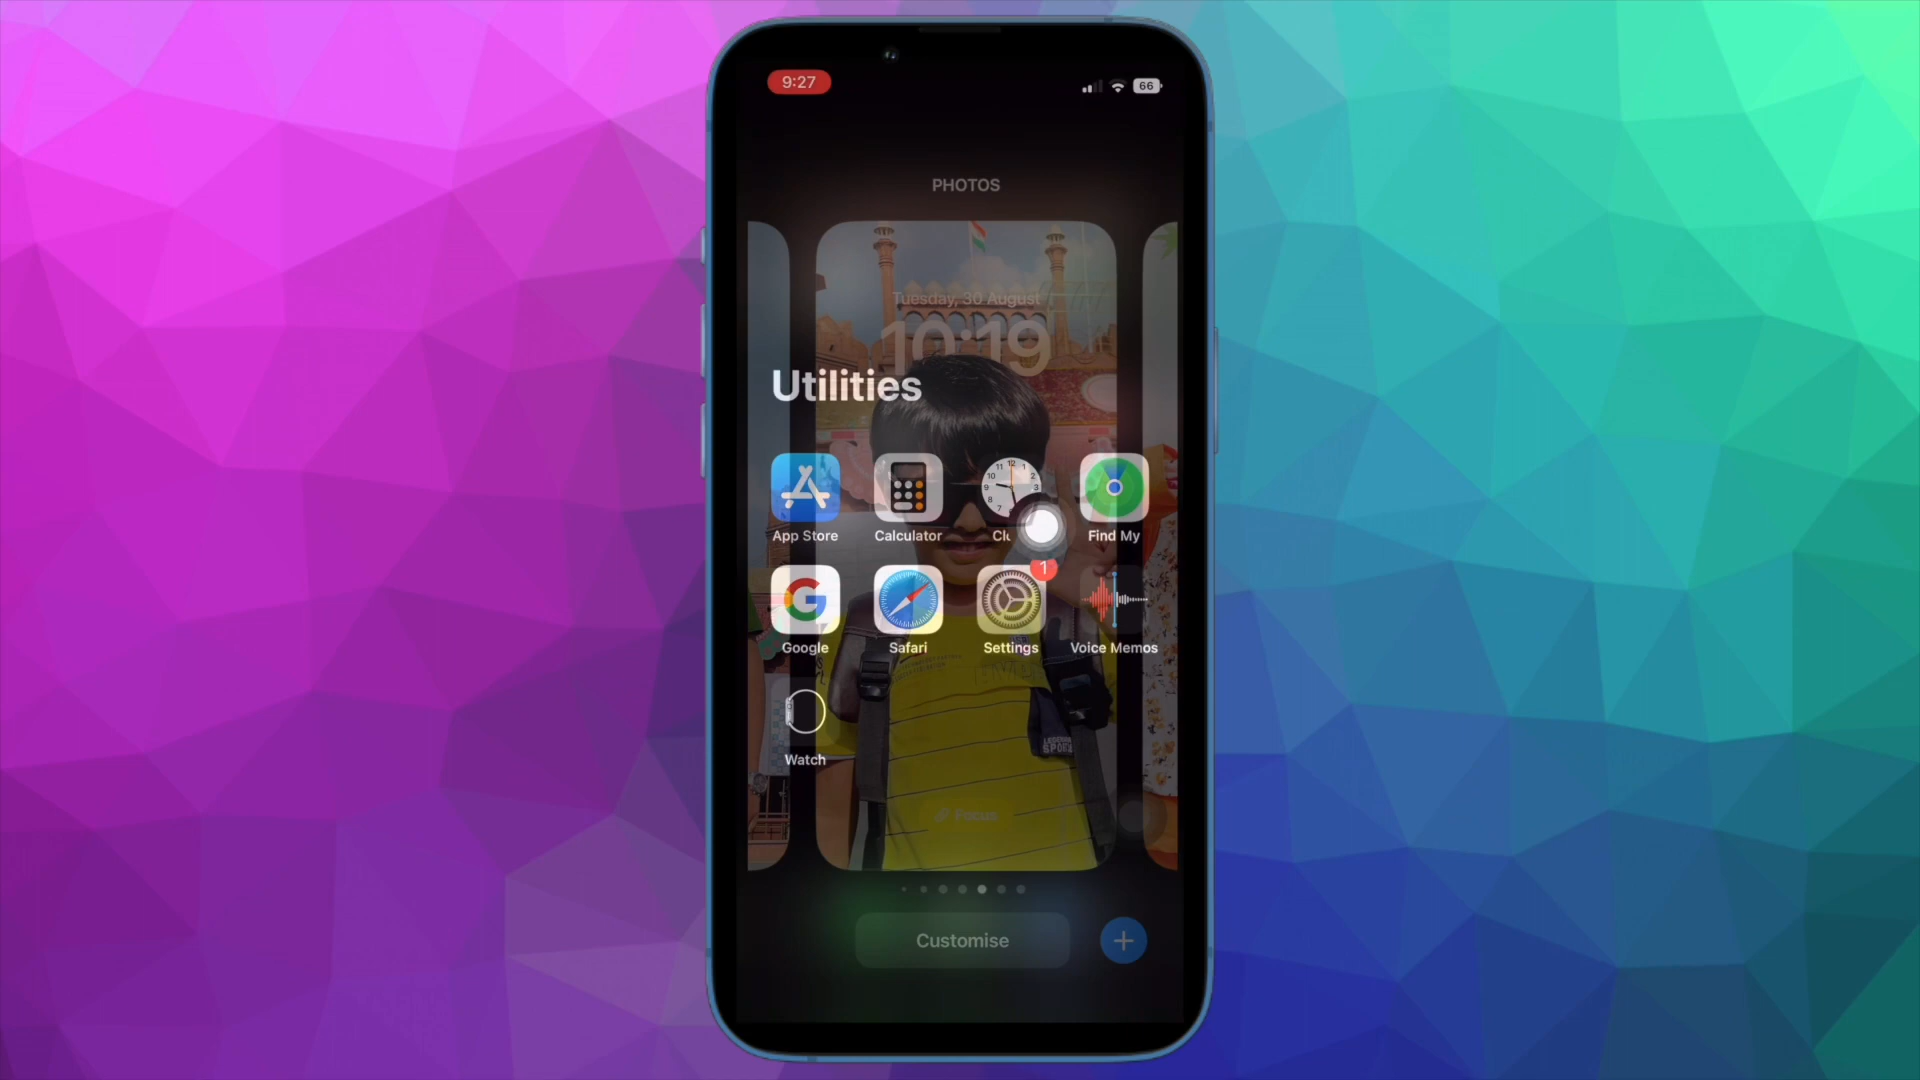 9:27
66
PHOTOS
Tuesday, 30 August
10:19
Utilities
App Store
Calculator
Find My
1
Google
Safari
Settings
Voice Memos
Watch
Focus
Customise